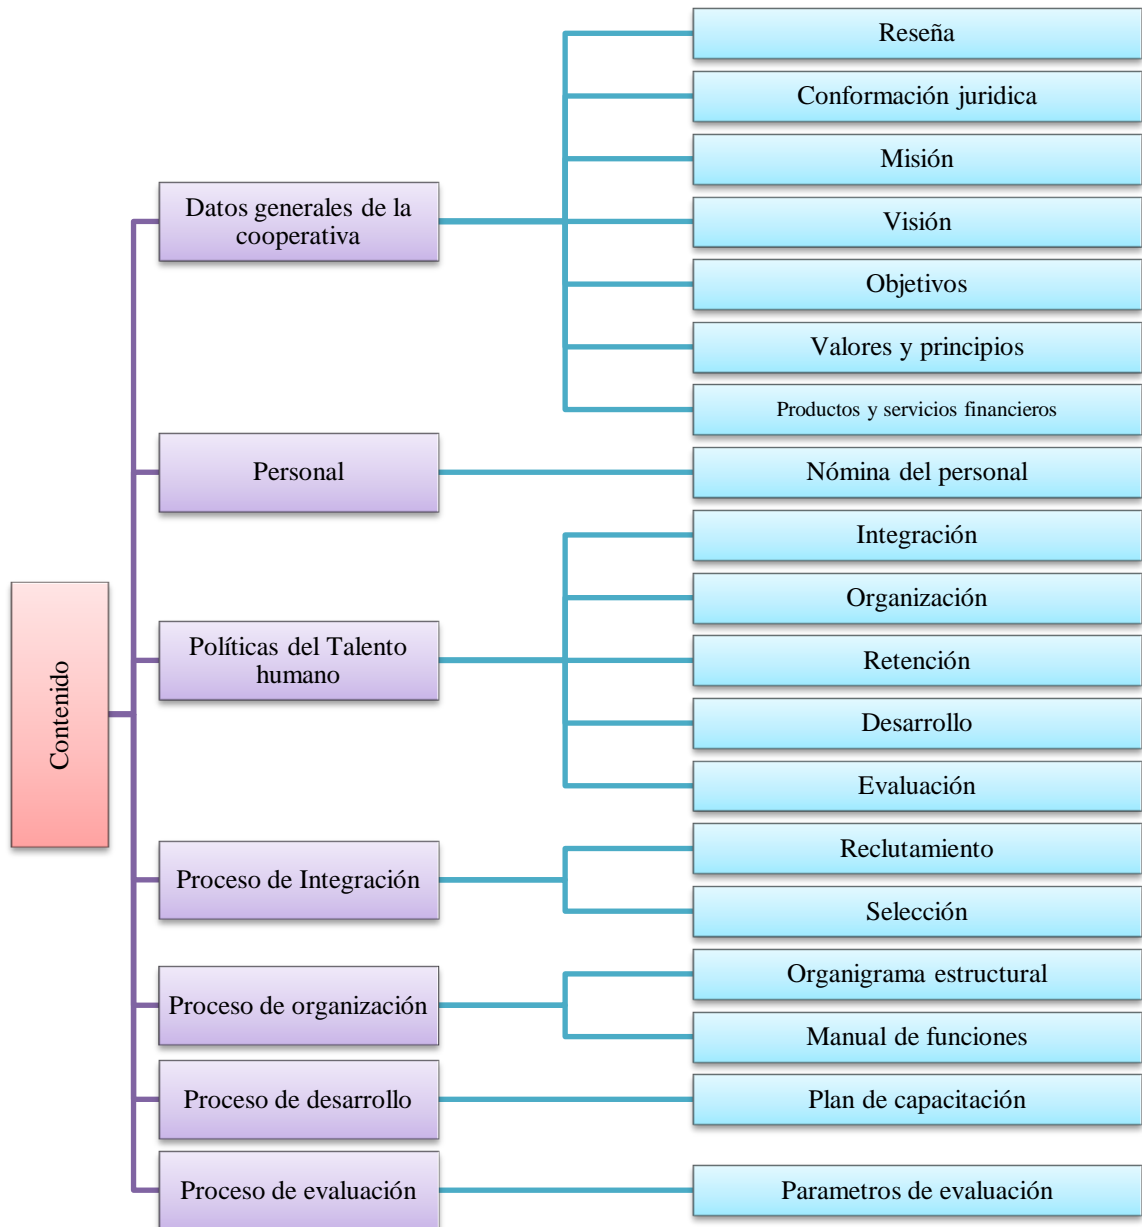 Contenido
Datos generales de la
cooperativa
Reseña
Conformación juridica
Misión
Visión
Objetivos
Valores y principios
Productos y servicios financieros
Personal
Nómina del personal
Políticas del Talento
humano
Integración
Organización
Retención
Desarrollo
Evaluación
Proceso de Integración
Reclutamiento
Selección
Proceso de organización
Organigrama estructural
Manual de funciones
Proceso de desarrollo
Plan de capacitación
Proceso de evaluación
Parametros de evaluación